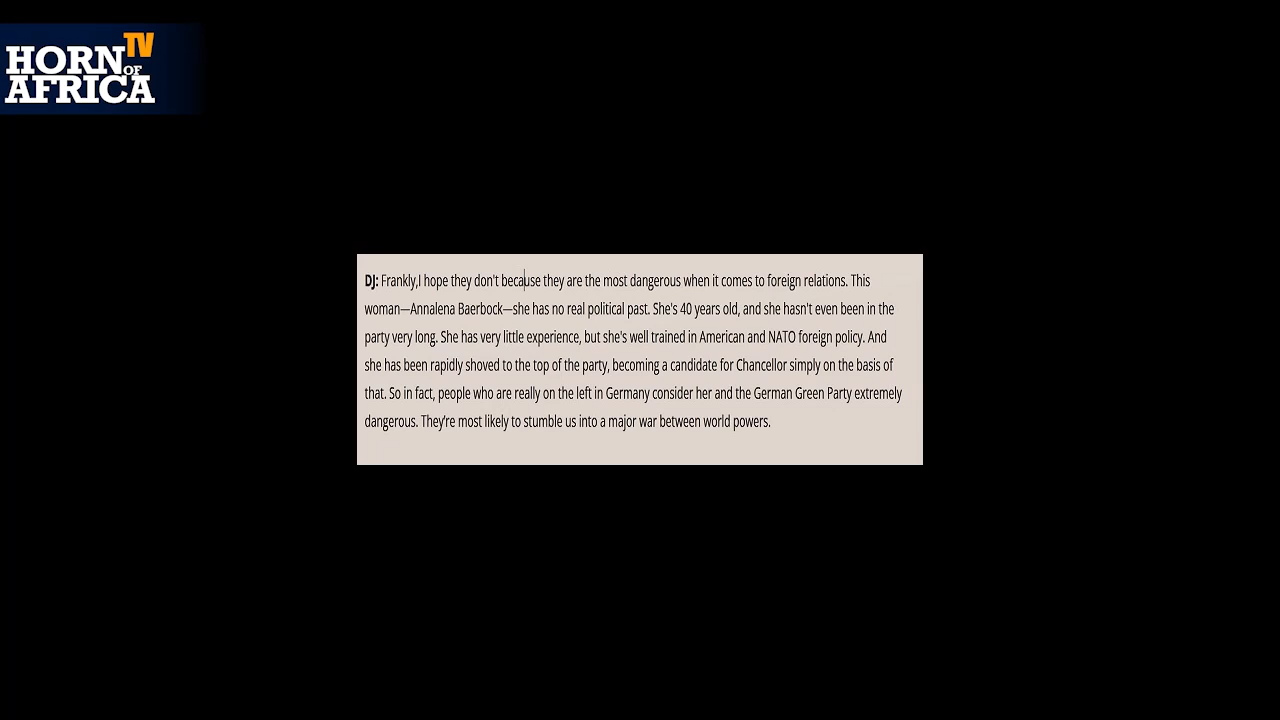 TV
HORN
OF
AFRICA
DJ: Frankly,I hope they don't because they are the most dangerous when it comes to foreign relations. This
woman—Annalena Baerbock—she has no real political past. She's 40 years old, and she hasn't even been in the
party very long. She has very little experience, but she's well trained in American and NATO foreign policy. And
she has been rapidly shoved to the top of the party, becoming a candidate for Chancellor simply on the basis of
that. So in fact, people who are really on the left in Germany consider her and the German Green Party extremely
dangerous. They're most likely to stumble us into a major war between world powers.